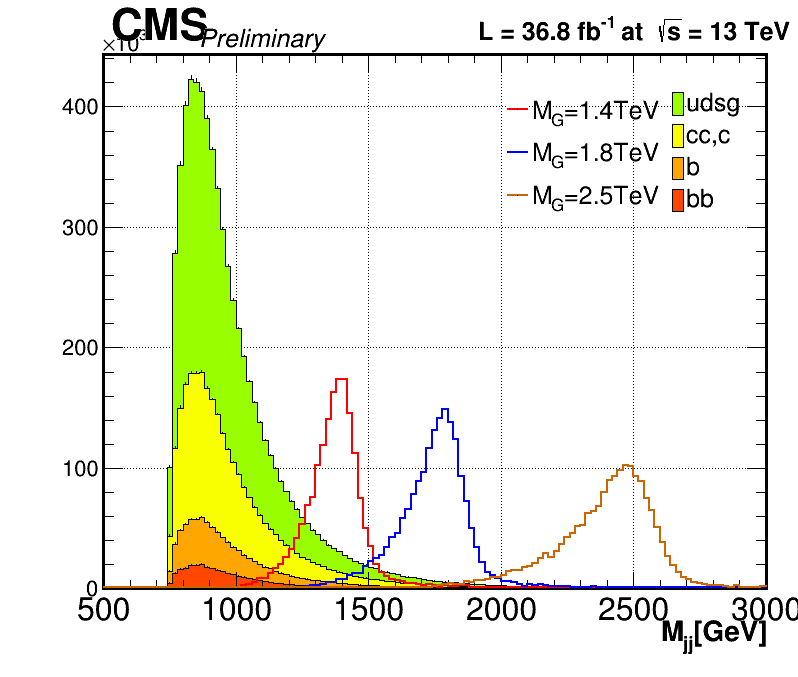 CMS Preliminary L = 36.8 fb⁻¹ at √s = 13 TeV
×10³
400
300
200
100
0
M_G=1.4TeV
M_G=1.8TeV
M_G=2.5TeV
udsg
cc,c
b
bb
500 1000 1500 2000 2500 3000
M_jj[GeV]